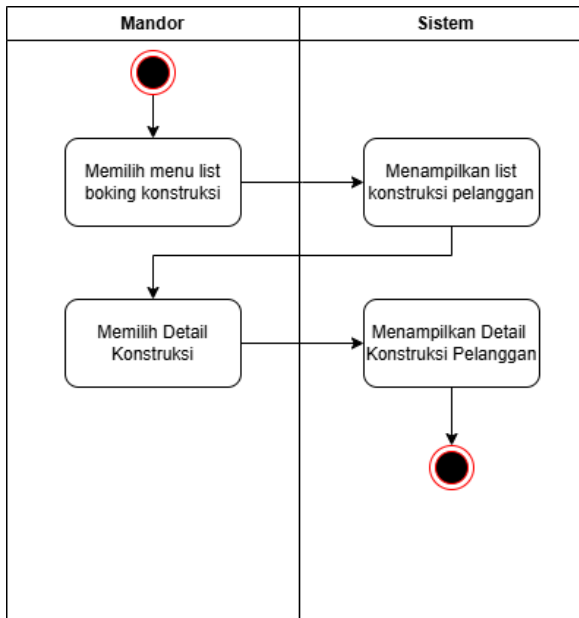 Mandor
Sistem
Memilih menu list
boking konstruksi
Menampilkan list
konstruksi pelanggan
Memilih Detail
Konstruksi
Menampilkan Detail
Konstruksi Pelanggan